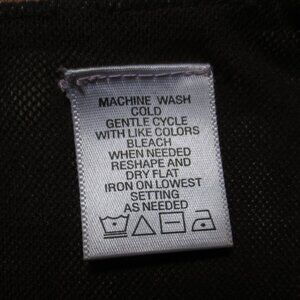 MACHINE WASH
COLD
GENTLE CYCLE
WITH LIKE COLORS
BLEACH
WHEN NEEDED
RESHAPE AND
DRY FLAT
IRON ON LOWEST
SETTING
AS NEEDED